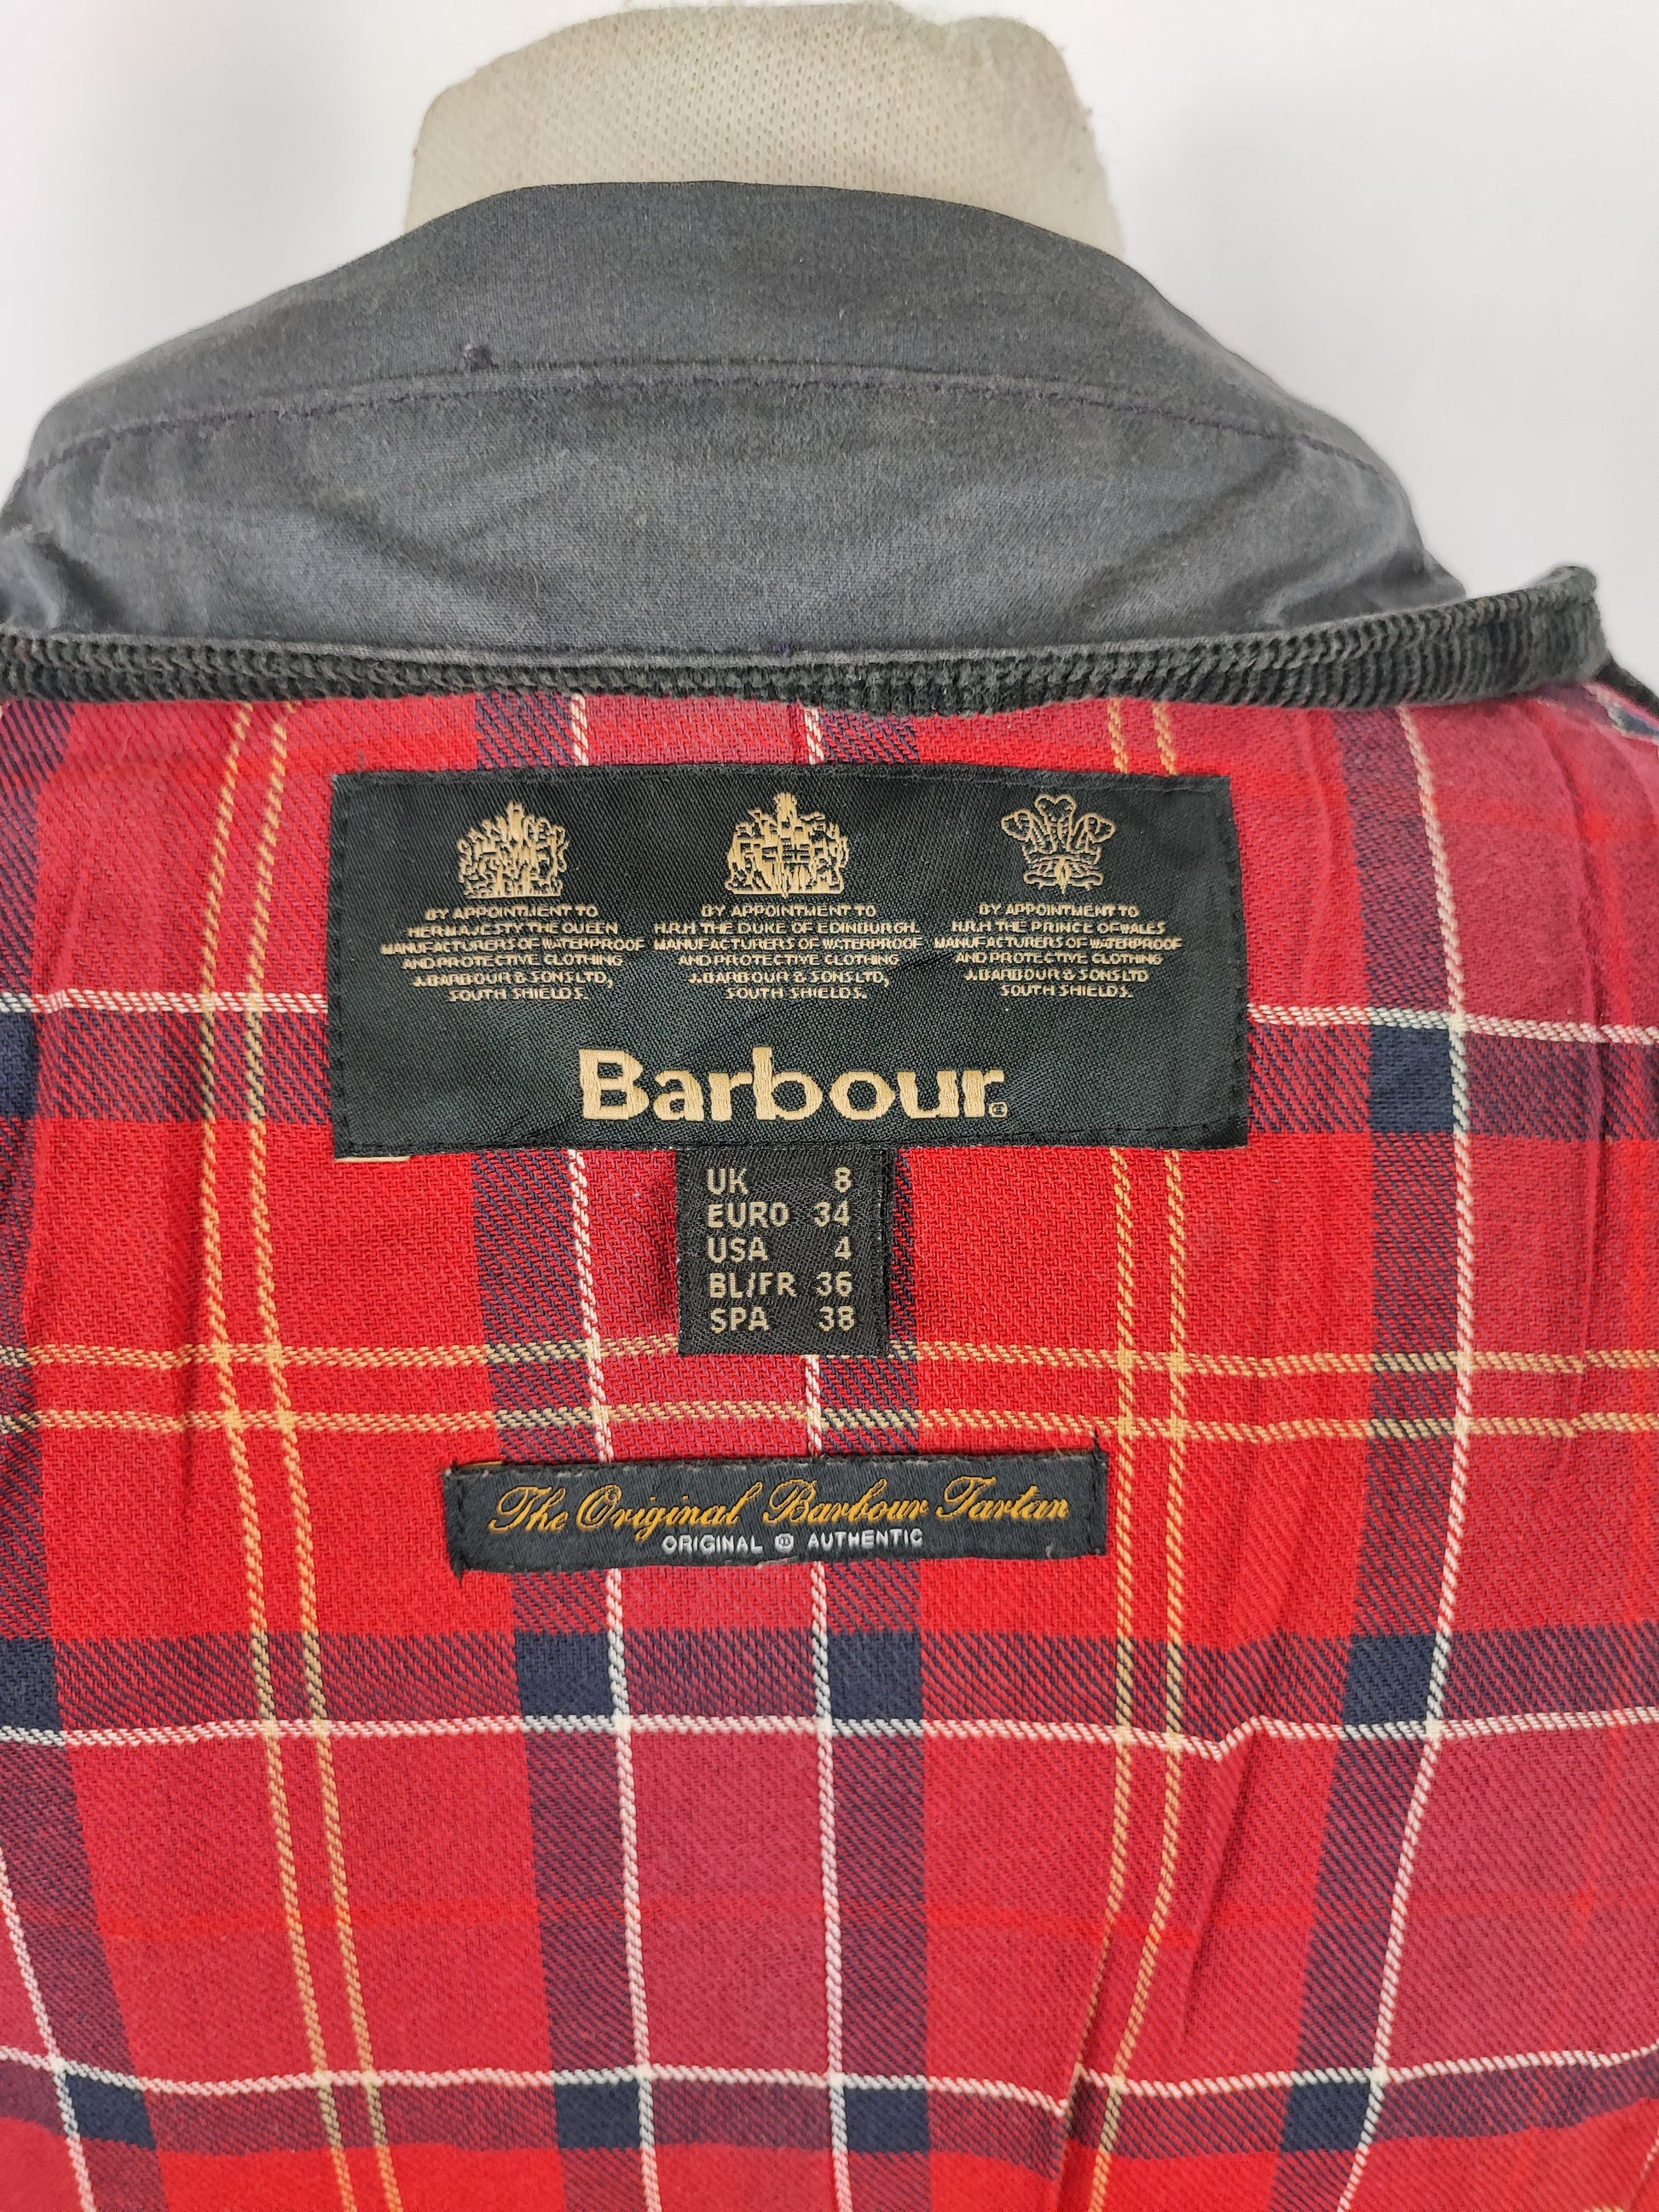 BY APPOINTMENT TO
HER MAJESTY THE QUEEN
MANUFACTURERS OF WATERPROOF
AND PROTECTIVE CLOTHING
J. BARBOUR & SONS LTD,
SOUTH SHIELDS.
BY APPOINTMENT TO
H.R.H THE DUKE OF EDINBURGH.
MANUFACTURERS OF WATERPROOF
AND PROTECTIVE CLOTHING
J. BARBOUR & SONS LTD,
SOUTH SHIELDS.
BY APPOINTMENT TO
H.R.H THE PRINCE OF WALES
MANUFACTURERS OF WATERPROOF
AND PROTECTIVE CLOTHING
J. BARBOUR & SONS LTD
SOUTH SHIELDS.
Barbour®
UK 8
EURO 34
USA 4
BL/FR 36
SPA 38
The Original Barbour Tartan
ORIGINAL AUTHENTIC